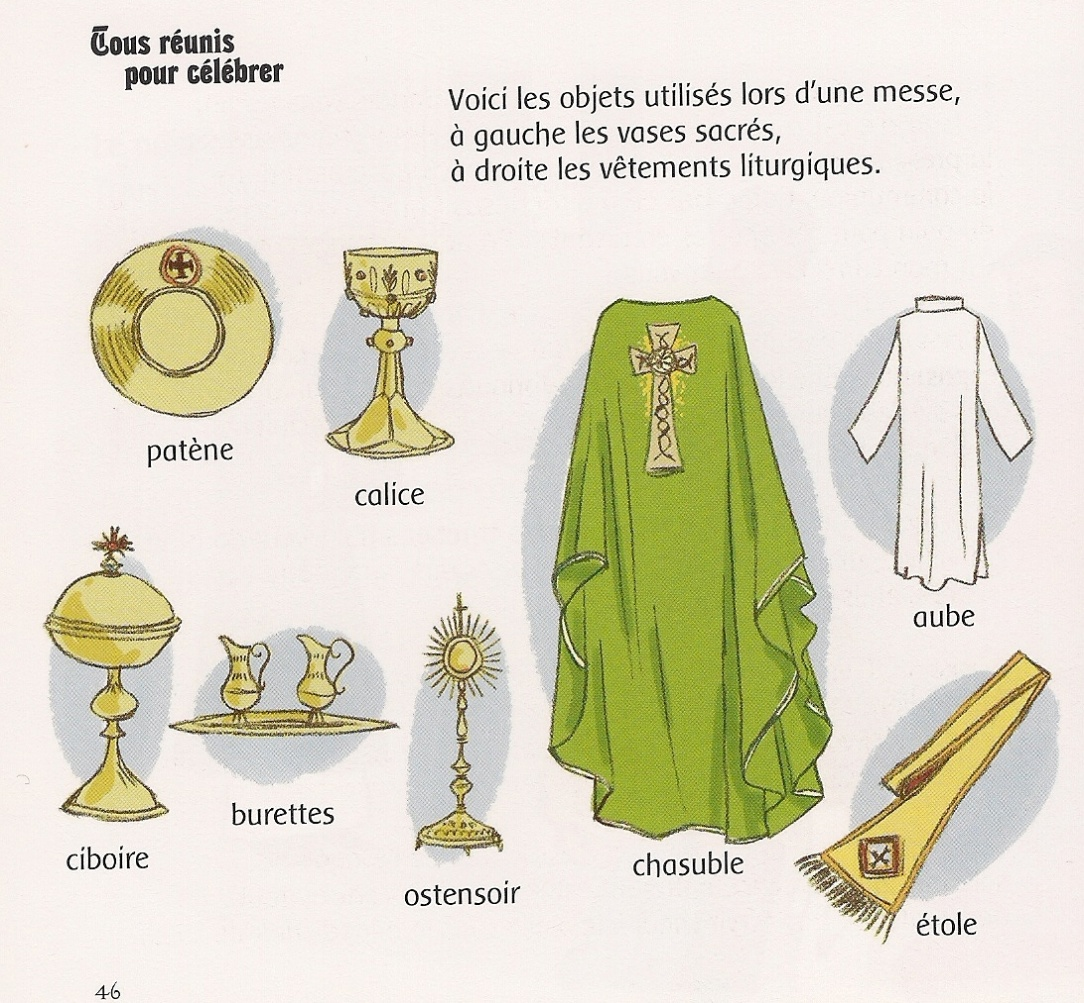 Tous réunis
pour célébrer
Voici les objets utilisés lors d'une messe,
à gauche les vases sacrés,
à droite les vêtements liturgiques.
patène
calice
aube
burettes
ciboire
chasuble
ostensoir
étole
46